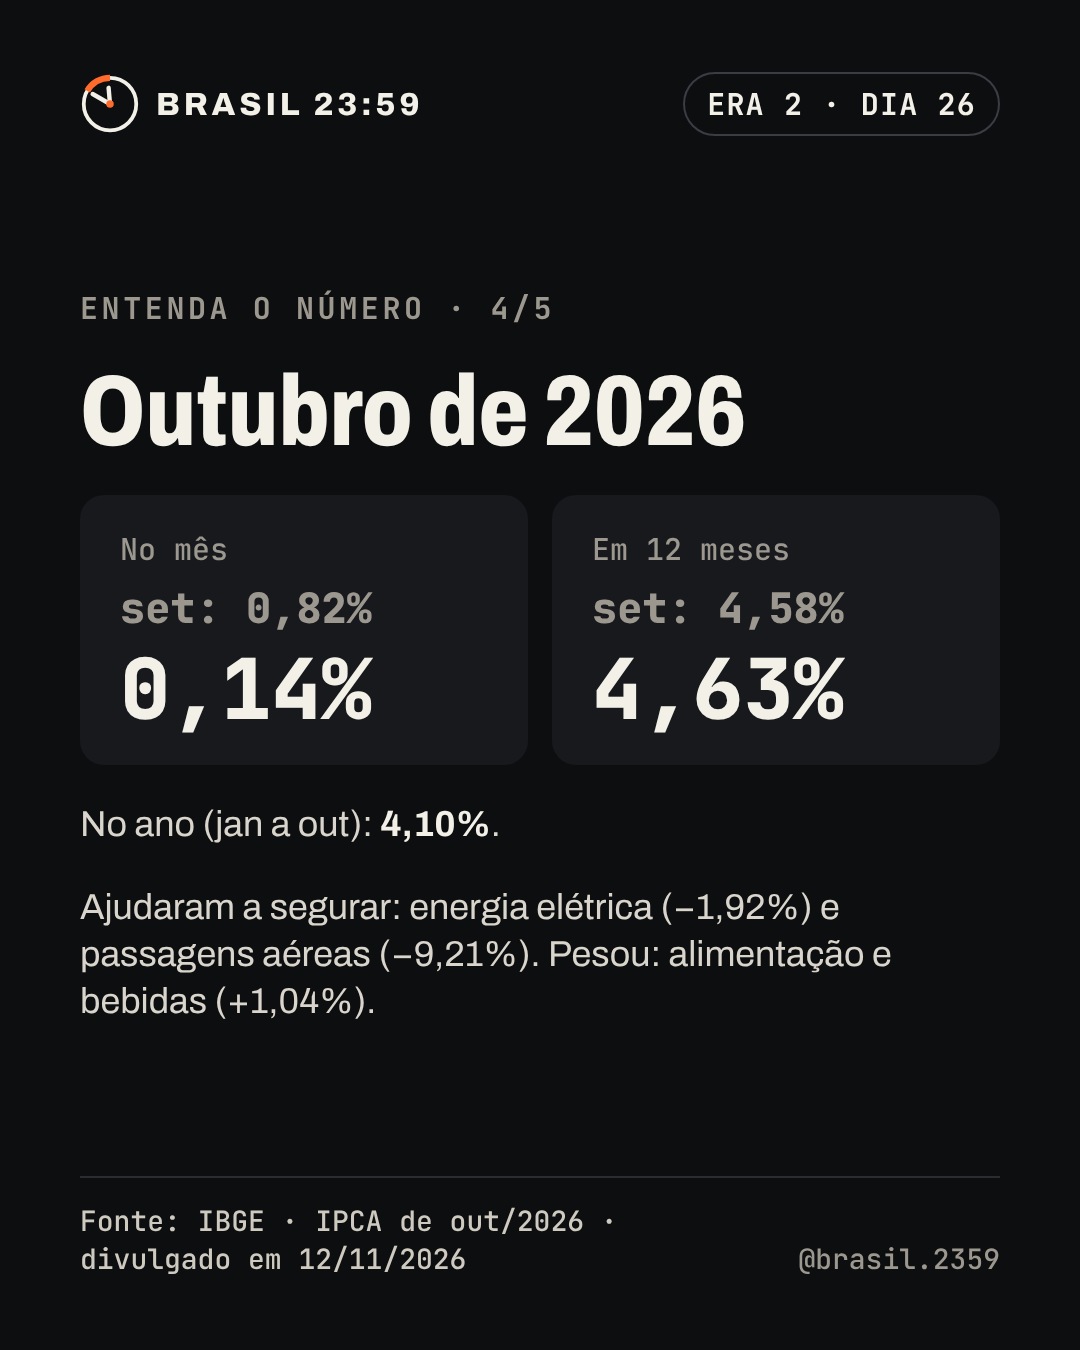 BRASIL 23:59
ERA 2 · DIA 26
ENTENDA O NÚMERO · 4/5
Outubro de 2026
No mês
set: 0,82%
0,14%
Em 12 meses
set: 4,58%
4,63%
No ano (jan a out): 4,10%.
Ajudaram a segurar: energia elétrica (−1,92%) e
passagens aéreas (−9,21%). Pesou: alimentação e
bebidas (+1,04%).
Fonte: IBGE · IPCA de out/2026 ·
divulgado em 12/11/2026
@brasil.2359